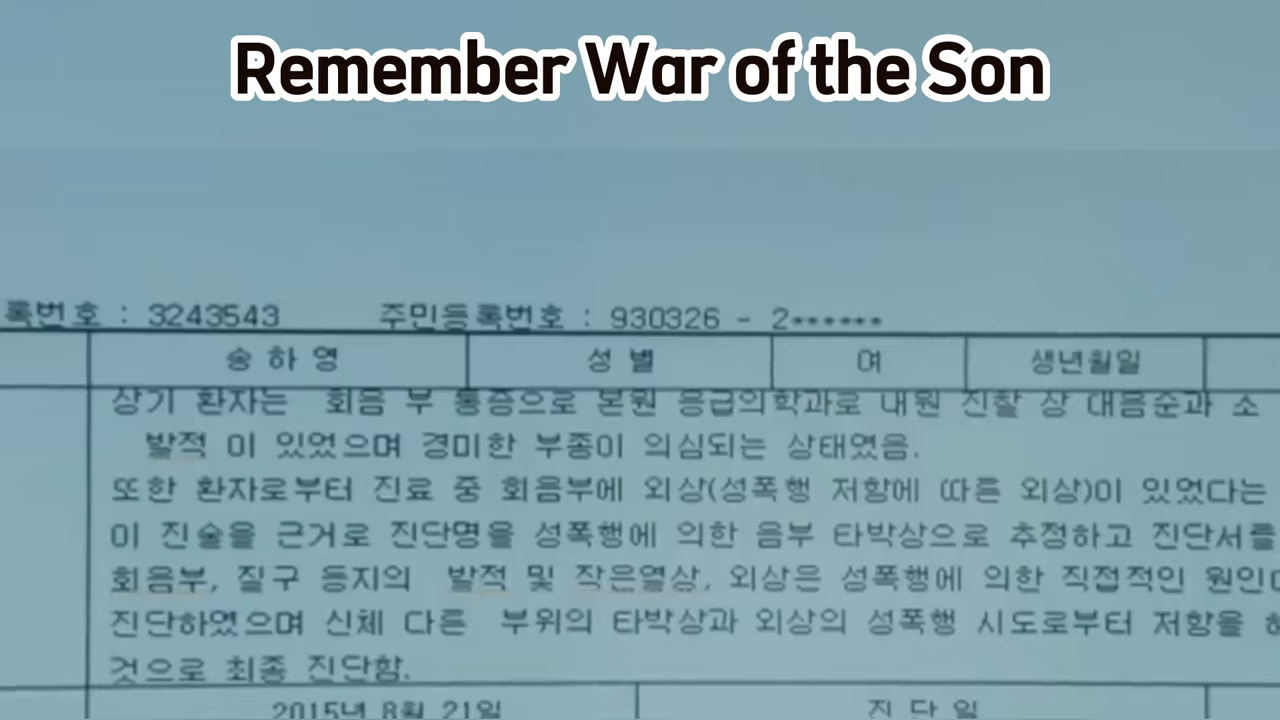 Remember War of the Son
록번호 : 3243543 주민등록번호 : 930326 - 2******
송 하 영 성 별 여 생년월일
상기 환자는 회음 부 통증으로 본원 응급의학과로 내원 진찰 상 대음순과 소
발적 이 있었으며 경미한 부종이 의심되는 상태였음.
또한 환자로부터 진료 중 회음부에 외상(성폭행 저항에 따른 외상)이 있었다는
이 진술을 근거로 진단명을 성폭행에 의한 음부 타박상으로 추정하고 진단서를
회음부, 질구 등지의 발적 및 작은열상, 외상은 성폭행에 의한 직접적인
진단하였으며 신체 다른 부위의 타박상과 외상의 성폭행 시도로부터 저항을
것으로 최종 진단함.
2015년 8월 21일 진 단 일